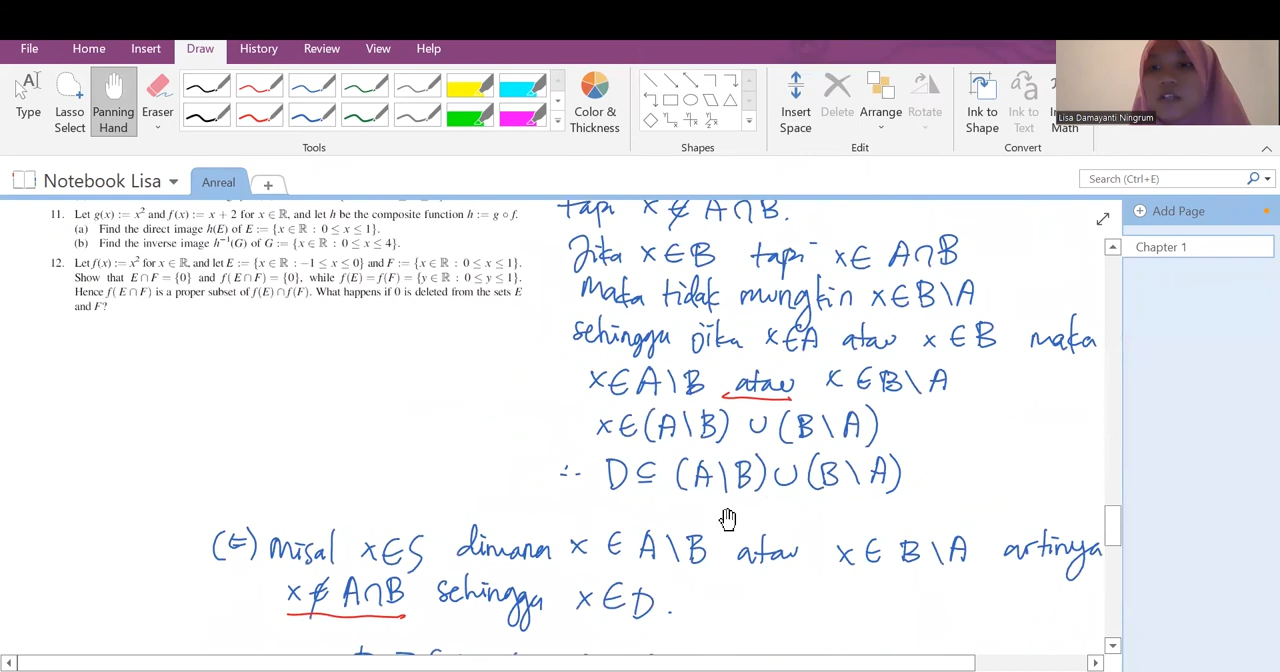 File Home Insert Draw History Review View Help
Type
Lasso Select
Panning Hand
Eraser
Color & Thickness
Insert Space
Delete
Arrange
Rotate
Ink to Shape
Ink to Text
Math
Lisa Damayanti Ningrum
Tools Shapes Edit Convert
Notebook Lisa
Anreal
Search (Ctrl+E)
Add Page
Chapter 1
11. Let g(x) := x² and f(x) := x + 2 for x ∈ ℝ, and let h be the composite function h := g ∘ f.
(a) Find the direct image h(E) of E := {x ∈ ℝ : 0 ≤ x ≤ 1}.
(b) Find the inverse image h⁻¹(G) of G := {x ∈ ℝ : 0 ≤ x ≤ 4}.
12. Let f(x) := x² for x ∈ ℝ, and let E := {x ∈ ℝ : -1 ≤ x ≤ 0} and F := {x ∈ ℝ : 0 ≤ x ≤ 1}.
Show that E ∩ F = {0} and f(E ∩ F) = {0}, while f(E) = f(F) = {y ∈ ℝ : 0 ≤ y ≤ 1}.
Hence f(E ∩ F) is a proper subset of f(E) ∩ f(F). What happens if 0 is deleted from the sets E
and F?
tapi x ∉ A∩B.
Jika x∈B tapi x∈ A∩B
maka tidak mungkin x∈B\A
sehingga jika x∈A atau x∈B maka
x∈A\B atau x∈B\A
x∈(A\B) ∪ (B\A)
∴ D ⊆ (A\B)∪(B\A)
(⇐) misal x∈S dimana x ∈ A\B atau x∈ B\A artinya
x ∉ A∩B sehingga x∈D.